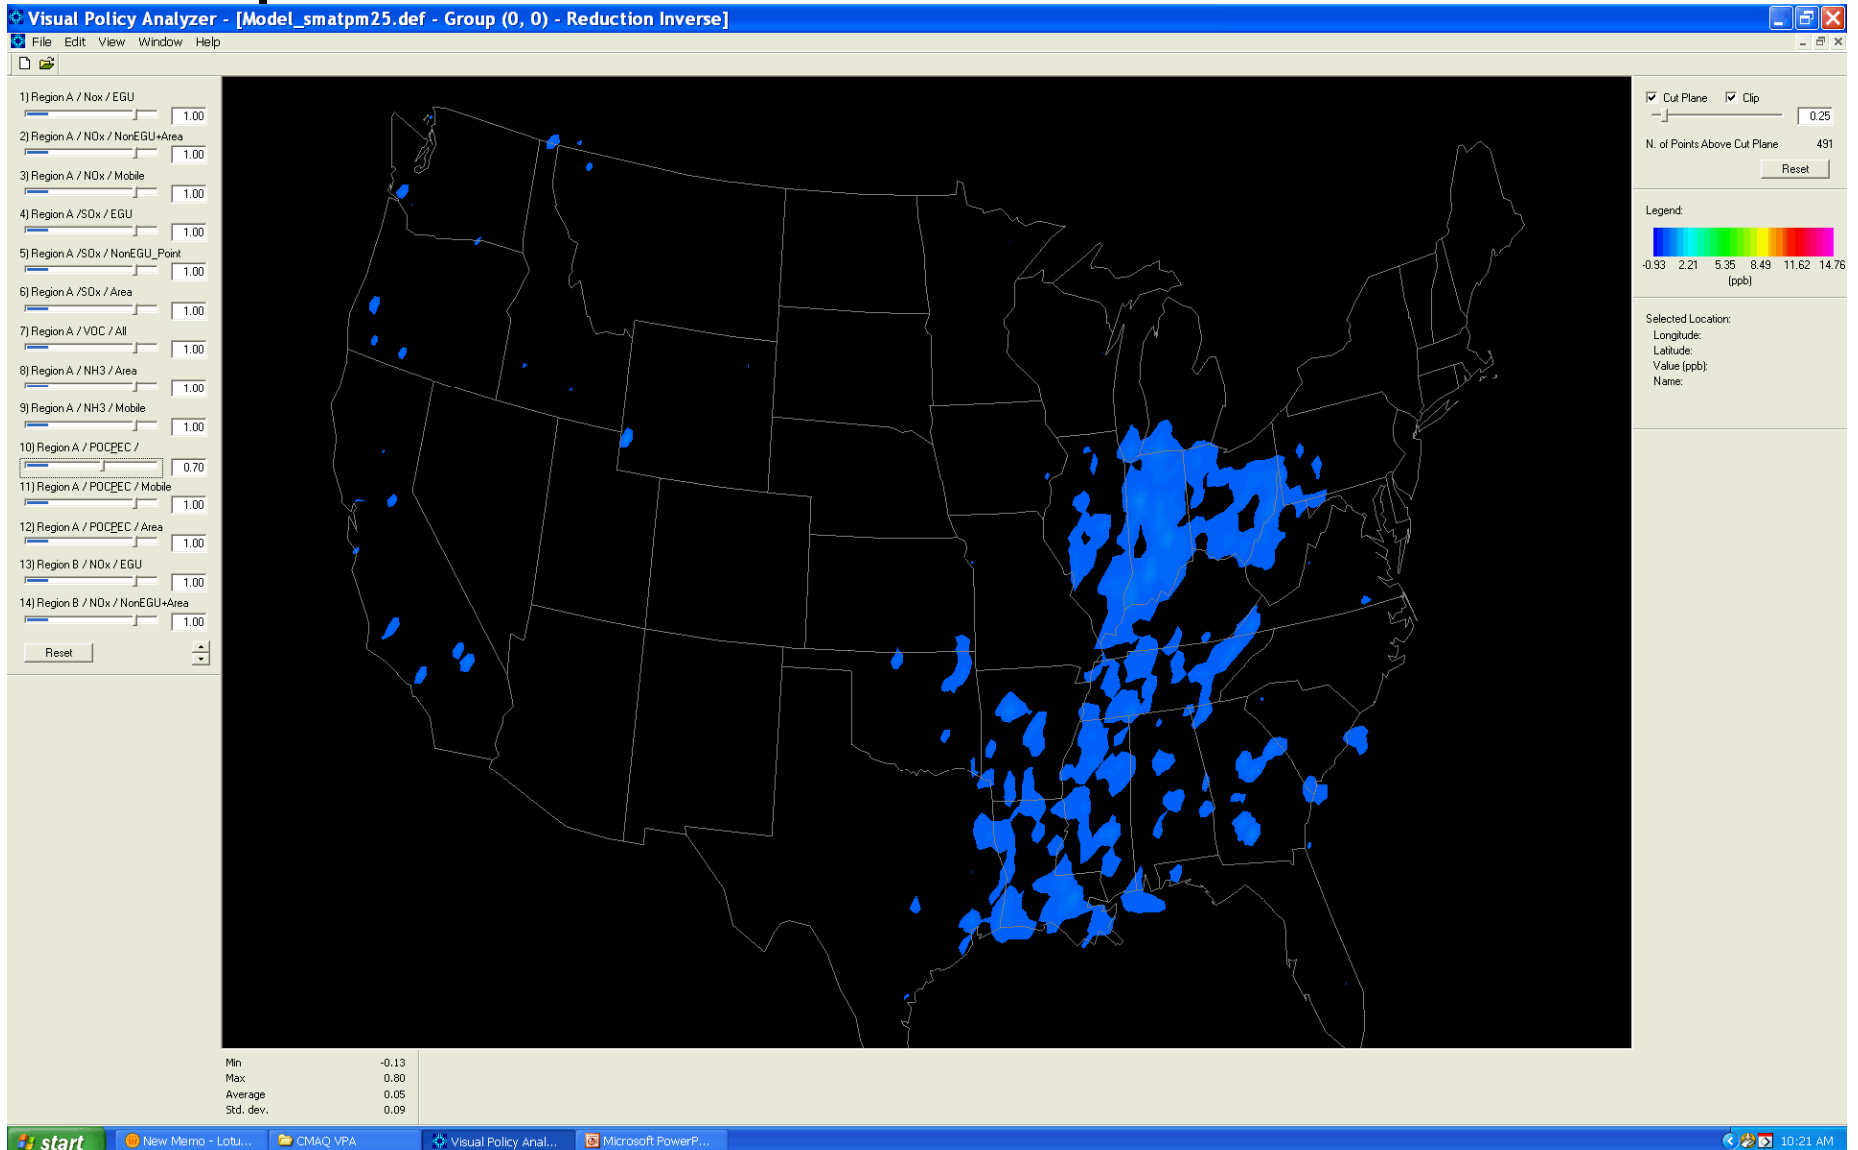 Visual Policy Analyzer - [Model_smatpm25.def - Group (0, 0) - Reduction Inverse]
File Edit View Window Help
1) Region A / Nox / EGU
1.00
2) Region A / NOx / NonEGU+Area
1.00
3) Region A / NOx / Mobile
1.00
4) Region A /SOx / EGU
1.00
5) Region A /SOx / NonEGU_Point
1.00
6) Region A /SOx / Area
1.00
7) Region A / VOC / All
1.00
8) Region A / NH3 / Area
1.00
9) Region A / NH3 / Mobile
1.00
10) Region A / POCPEC /
0.70
11) Region A / POCPEC / Mobile
1.00
12) Region A / POCPEC / Area
1.00
13) Region B / NOx / EGU
1.00
14) Region B / NOx / NonEGU+Area
1.00
Reset
Cut Plane Clip
0.25
N. of Points Above Cut Plane 491
Reset
Legend:
-0.93 2.21 5.35 8.49 11.62 14.76
(ppb)
Selected Location:
Longitude:
Latitude:
Value (ppb):
Name:
Min -0.13
Max 0.80
Average 0.05
Std. dev. 0.09
start New Memo - Lotu... CMAQ VPA Visual Policy Anal... Microsoft PowerP... 10:21 AM